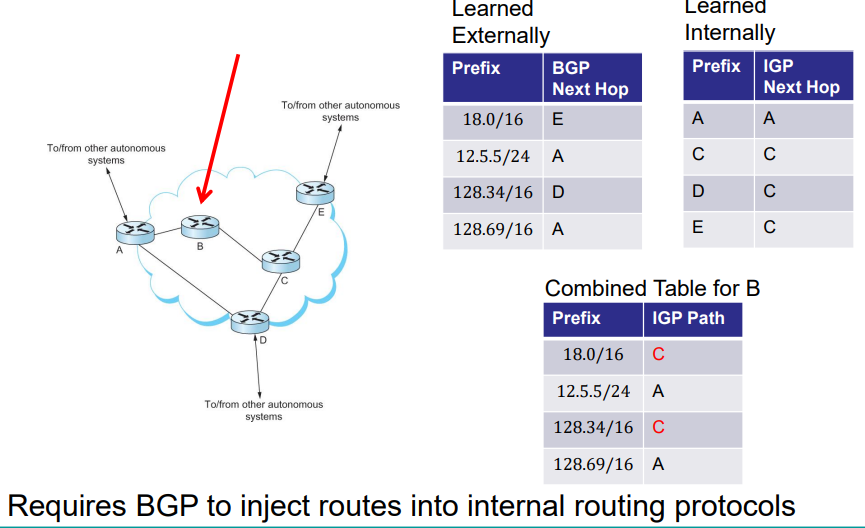 Learned
Externally
Learned
Internally
Prefix BGP
Next Hop
18.0/16 E
12.5.5/24 A
128.34/16 D
128.69/16 A
Prefix IGP
Next Hop
A A
C C
D C
E C
To/from other autonomous
systems
To/from other autonomous
systems
A
B
E
C
D
To/from other autonomous
systems
Combined Table for B
Prefix IGP Path
18.0/16 C
12.5.5/24 A
128.34/16 C
128.69/16 A
Requires BGP to inject routes into internal routing protocols